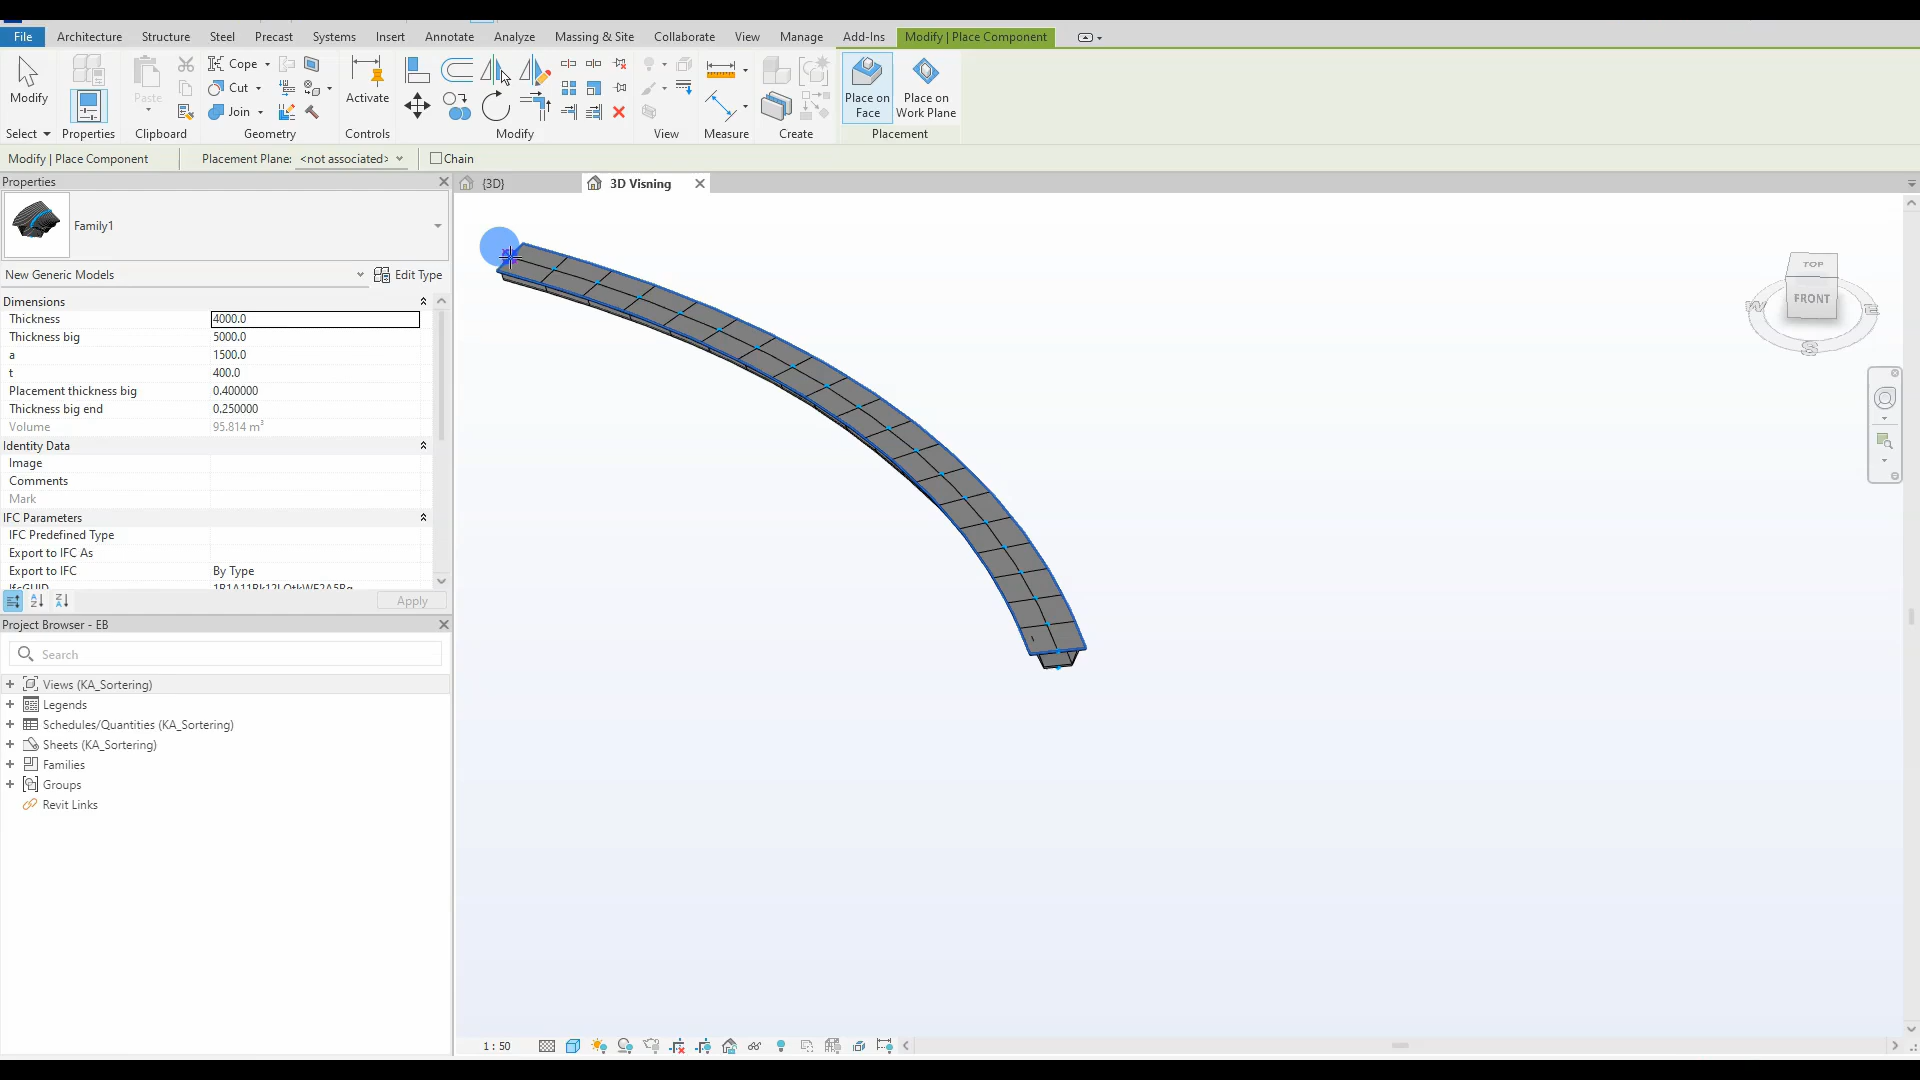 File Architecture Structure Steel Precast Systems Insert Annotate Analyze Massing & Site Collaborate View Manage Add-Ins Modify | Place Component
Modify
Paste
Cope
Cut
Join
Activate
Place on Face
Place on Work Plane
Select Properties Clipboard Geometry Controls Modify View Measure Create Placement
Modify | Place Component Placement Plane: <not associated> Chain
Properties
{3D} 3D Visning
Family1
New Generic Models Edit Type
Dimensions
Thickness 4000.0
Thickness big 5000.0
a 1500.0
t 400.0
Placement thickness big 0.400000
Thickness big end 0.250000
Volume 95.814 m³
Identity Data
Image
Comments
Mark
IFC Parameters
IFC Predefined Type
Export to IFC As
Export to IFC By Type
Apply
Project Browser - EB
Search
Views (KA_Sortering)
Legends
Schedules/Quantities (KA_Sortering)
Sheets (KA_Sortering)
Families
Groups
Revit Links
TOP
FRONT
W
E
S
1 : 50